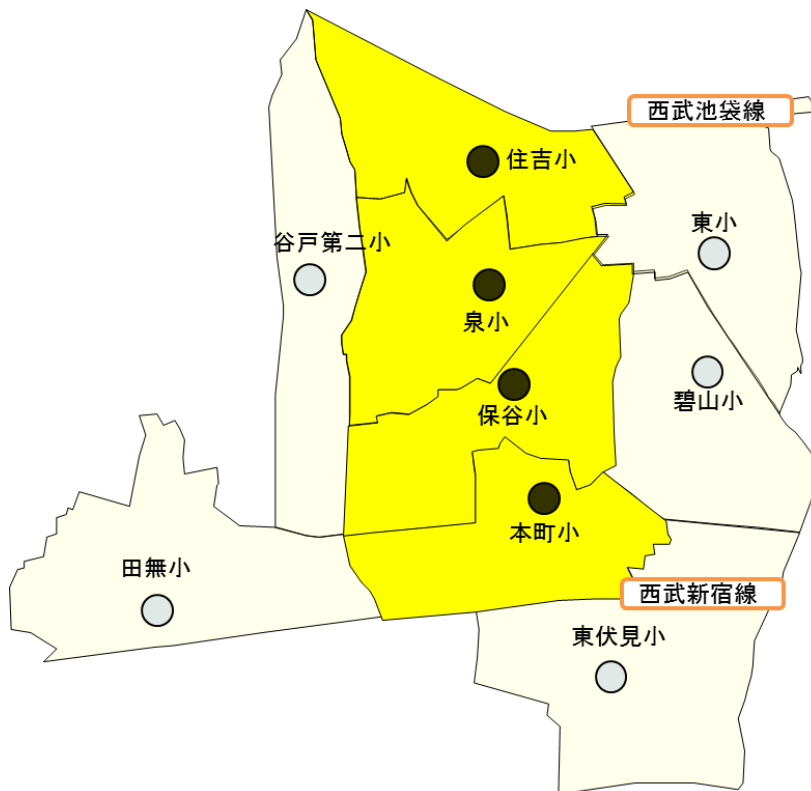 西武池袋線
住吉小
東小
谷戸第二小
泉小
碧山小
保谷小
本町小
田無小
西武新宿線
東伏見小